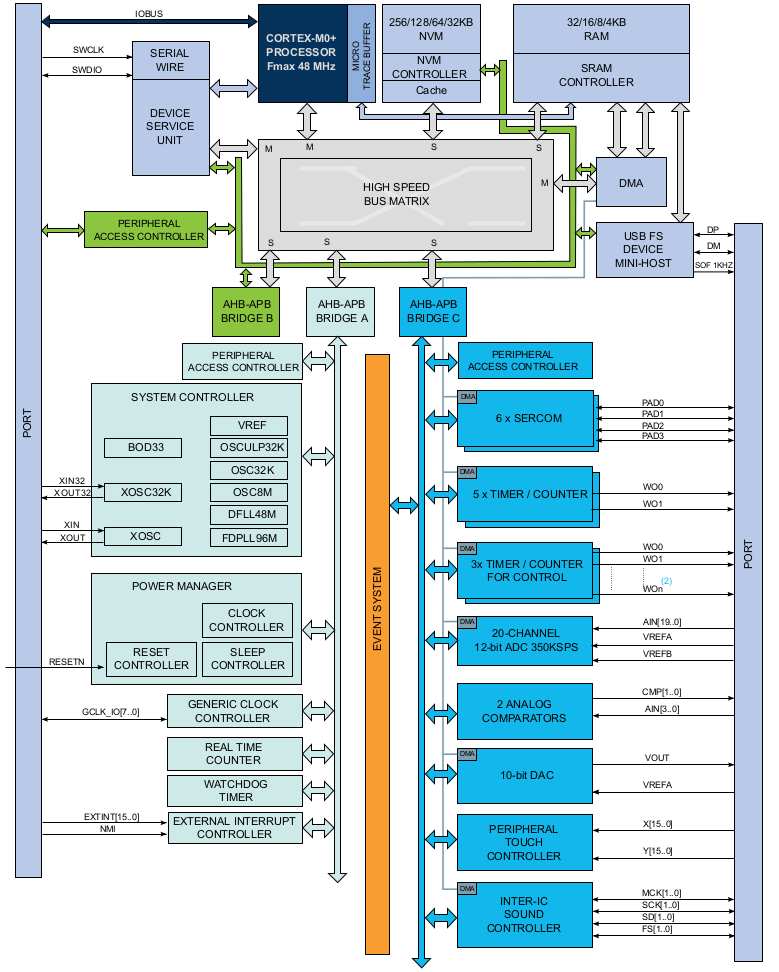 IOBUS
PORT
SWCLK
SWDIO
SERIAL
WIRE
DEVICE
SERVICE
UNIT
CORTEX-M0+
PROCESSOR
Fmax 48 MHz
MICRO
TRACE BUFFER
256/128/64/32KB
NVM
NVM
CONTROLLER
Cache
32/16/8/4KB
RAM
SRAM
CONTROLLER
M
M
S
S
M
S
S
S
HIGH SPEED
BUS MATRIX
DMA
USB FS
DEVICE
MINI-HOST
DP
DM
SOF 1KHZ
PERIPHERAL
ACCESS CONTROLLER
AHB-APB
BRIDGE B
AHB-APB
BRIDGE A
AHB-APB
BRIDGE C
PERIPHERAL
ACCESS CONTROLLER
SYSTEM CONTROLLER
VREF
BOD33
OSCULP32K
OSC32K
XOSC32K
OSC8M
DFLL48M
XOSC
FDPLL96M
XIN32
XOUT32
XIN
XOUT
POWER MANAGER
CLOCK
CONTROLLER
RESET
CONTROLLER
SLEEP
CONTROLLER
RESETN
GCLK_IO[7..0]
GENERIC CLOCK
CONTROLLER
REAL TIME
COUNTER
WATCHDOG
TIMER
EXTINT[15..0]
NMI
EXTERNAL INTERRUPT
CONTROLLER
EVENT SYSTEM
PERIPHERAL
ACCESS CONTROLLER
DMA
6 x SERCOM
PAD0
PAD1
PAD2
PAD3
DMA
5 x TIMER / COUNTER
WO0
WO1
DMA
3x TIMER / COUNTER
FOR CONTROL
WO0
WO1
(2)
WOn
DMA
20-CHANNEL
12-bit ADC 350KSPS
AIN[19..0]
VREFA
VREFB
2 ANALOG
COMPARATORS
CMP[1..0]
AIN[3..0]
DMA
10-bit DAC
VOUT
VREFA
PERIPHERAL
TOUCH
CONTROLLER
X[15..0]
Y[15..0]
DMA
INTER-IC
SOUND
CONTROLLER
MCK[1..0]
SCK[1..0]
SD[1..0]
FS[1..0]
PORT